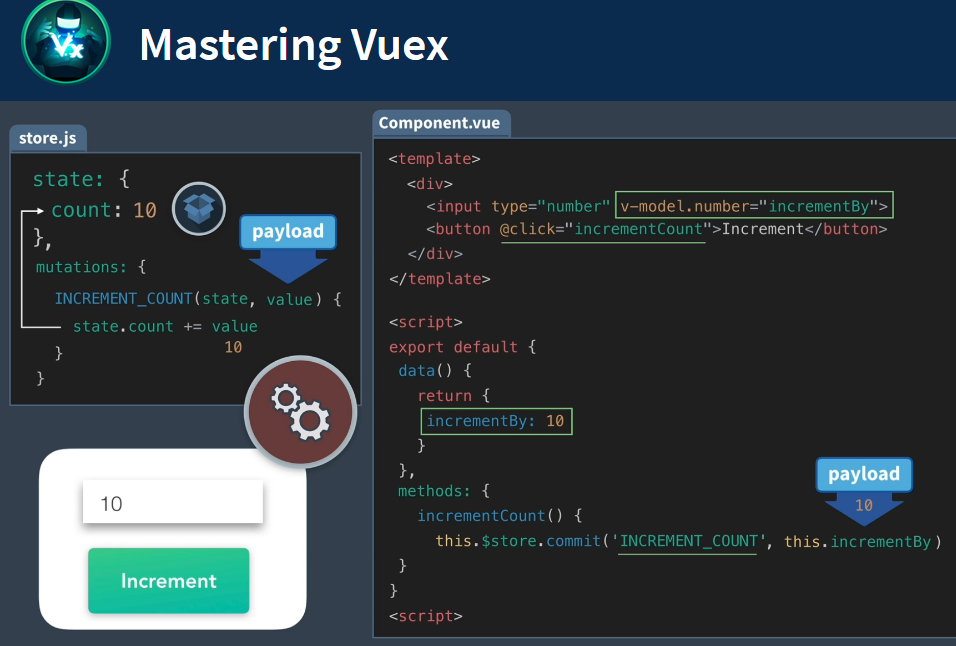 Vx
Mastering Vuex
store.js
state: {
count: 10
},
payload
mutations: {
INCREMENT_COUNT(state, value) {
state.count += value
10
}
}
10
Increment
Component.vue
<template>
<div>
<input type="number" v-model.number="incrementBy">
<button @click="incrementCount">Increment</button>
</div>
</template>
<script>
export default {
data() {
return {
incrementBy: 10
}
},
methods: {
payload
10
incrementCount() {
this.$store.commit('INCREMENT_COUNT', this.incrementBy)
}
}
<script>